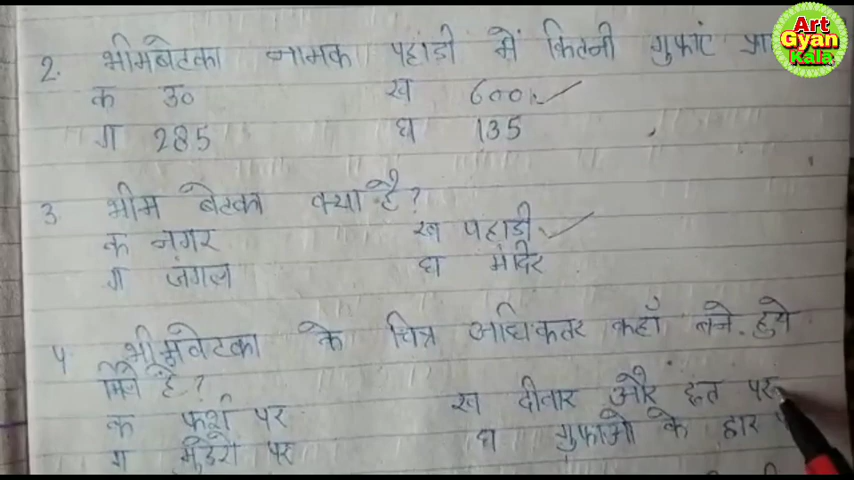 Art
Gyan
Kala
2. भीमबेटका नामक पहाडी में कितनी गुफाएं
क 30 ख 600
ग 285 घ 135
3 भीम बेटका क्या है?
क नगर ख पहाडी
ग जंगल घ मंदिर
4 भीमवेटका के चित्र अधिकतर कहाँ बने हुये
मिले है?
क फर्श पर ख दीवार और छत पर
ग मुंडेरो पर घ गुफाओ के द्वार